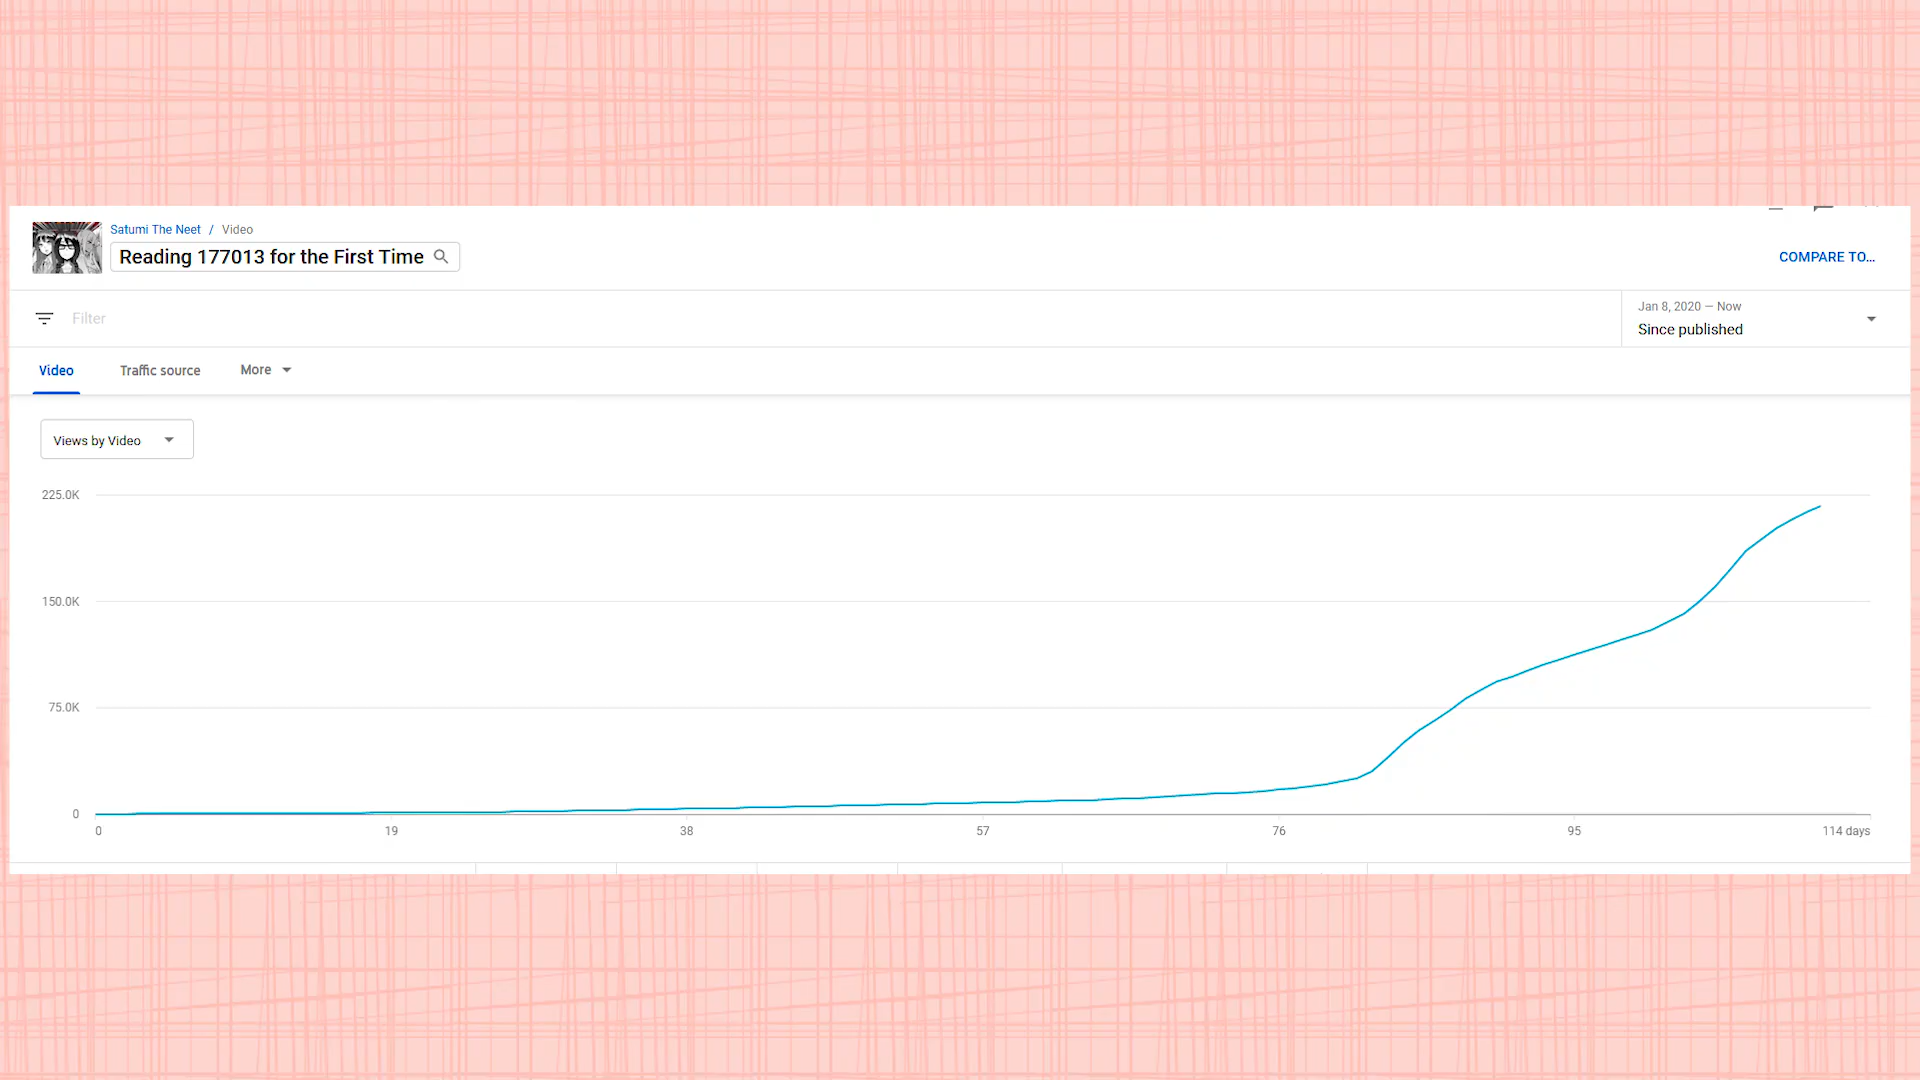 Satumi The Neet / Video
Reading 177013 for the First Time
COMPARE TO...
Filter
Jan 8, 2020 – Now
Since published
Video Traffic source More
Views by Video
225.0K
150.0K
75.0K
0
0 19 38 57 76 95 114 days